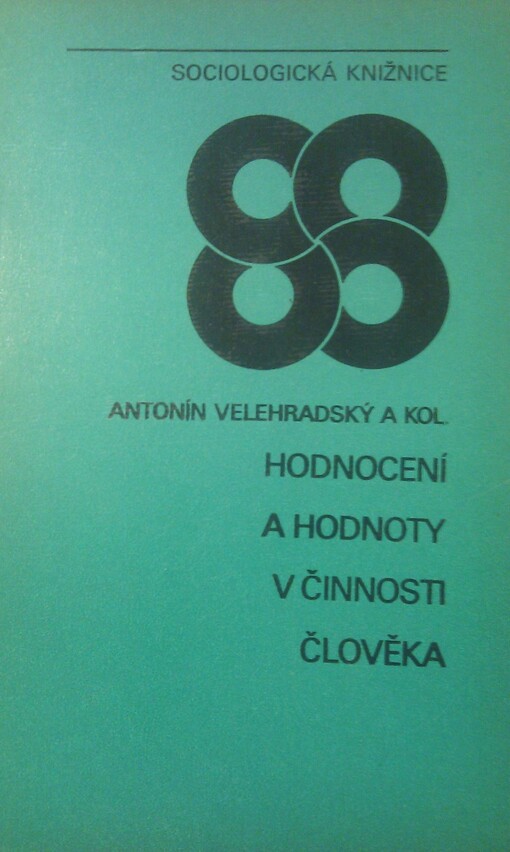 SOCIOLOGICKÁ KNIŽNICE
ANTONÍN VELEHRADSKÝ A KOL.
HODNOCENÍ
A HODNOTY
V ČINNOSTI
ČLOVĚKA